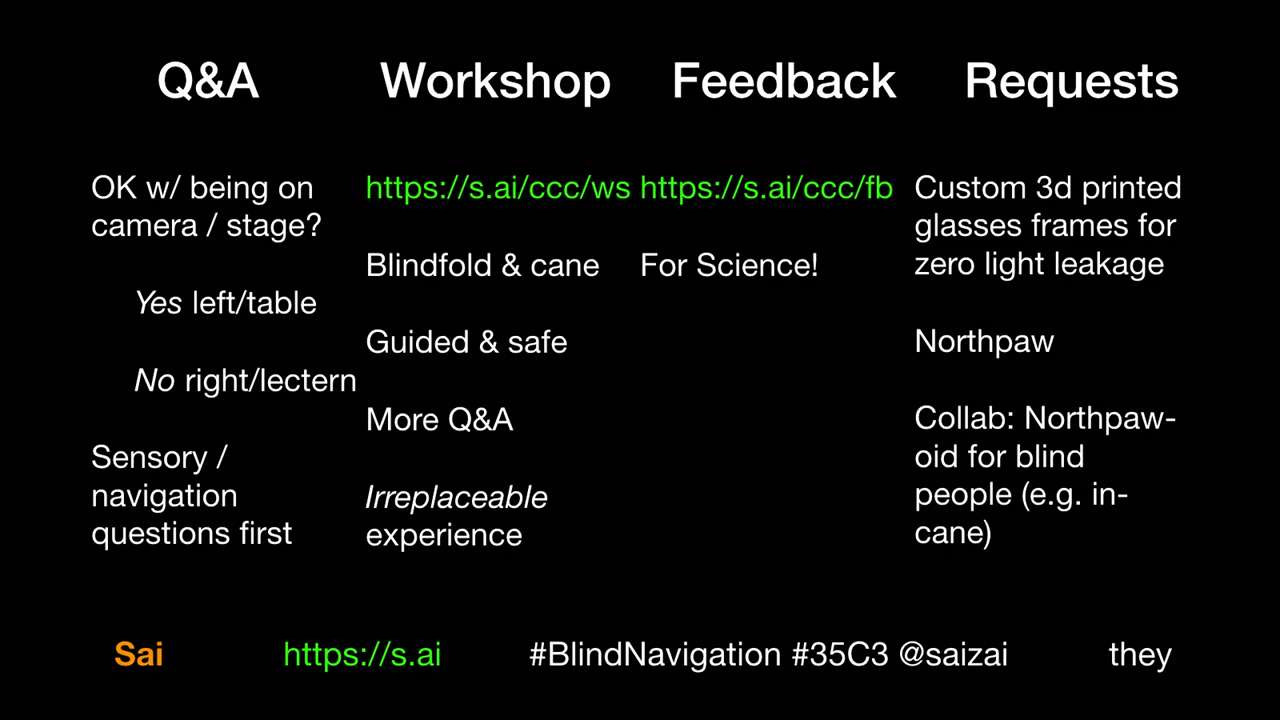 Q&A
Workshop
Feedback
Requests
OK w/ being on
camera / stage?
Yes left/table
No right/lectern
Sensory /
navigation
questions first
https://s.ai/ccc/ws
Blindfold & cane
Guided & safe
More Q&A
Irreplaceable
experience
https://s.ai/ccc/fb
For Science!
Custom 3d printed
glasses frames for
zero light leakage
Northpaw
Collab: Northpaw-
oid for blind
people (e.g. in-
cane)
Sai
https://s.ai
#BlindNavigation #35C3 @saizai
they